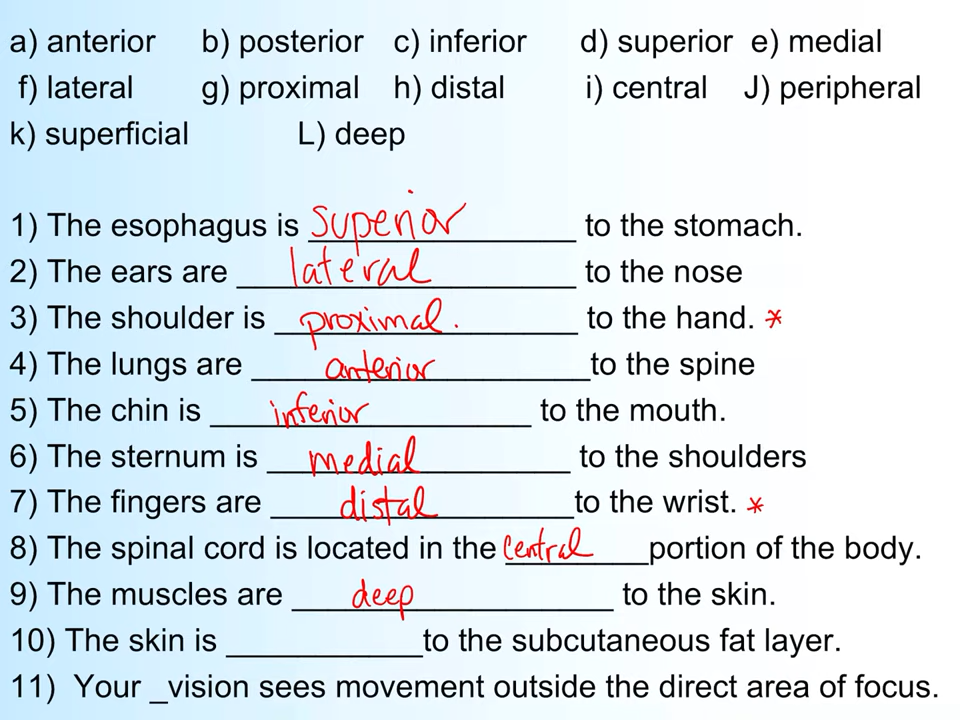 a) anterior b) posterior c) inferior d) superior e) medial
f) lateral g) proximal h) distal i) central J) peripheral
k) superficial L) deep
1) The esophagus is superior to the stomach.
2) The ears are lateral to the nose
3) The shoulder is proximal. to the hand. *
4) The lungs are anterior to the spine
5) The chin is inferior to the mouth.
6) The sternum is medial to the shoulders
7) The fingers are distal to the wrist. *
8) The spinal cord is located in the central portion of the body.
9) The muscles are deep to the skin.
10) The skin is ___________to the subcutaneous fat layer.
11) Your _vision sees movement outside the direct area of focus.